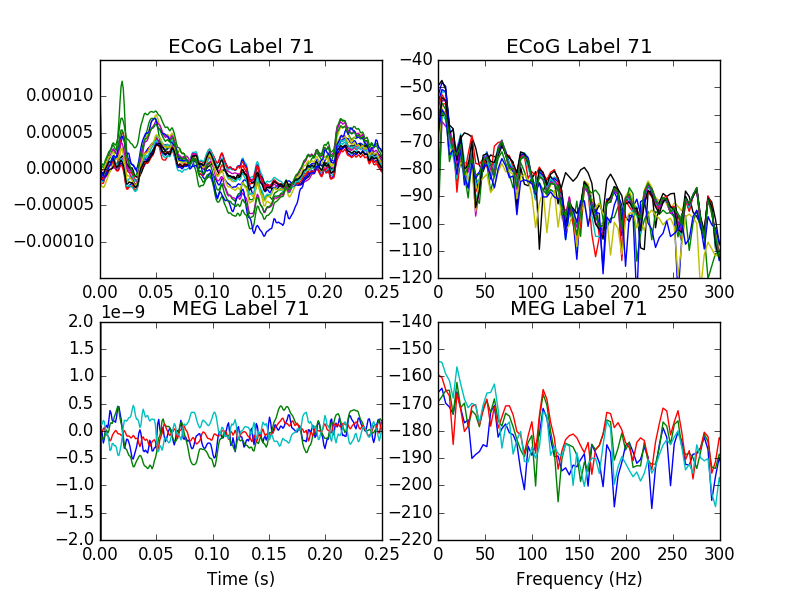 ECoG Label 71
0.00010
0.00005
0.00000
−0.00005
−0.00010
0.00 0.05 0.10 0.15 0.20 0.25
ECoG Label 71
−40
−50
−60
−70
−80
−90
−100
−110
−120
0 50 100 150 200 250 300
MEG Label 71
1e−9
2.0
1.5
1.0
0.5
0.0
−0.5
−1.0
−1.5
−2.0
0.00 0.05 0.10 0.15 0.20 0.25
Time (s)
MEG Label 71
−140
−150
−160
−170
−180
−190
−200
−210
−220
0 50 100 150 200 250 300
Frequency (Hz)